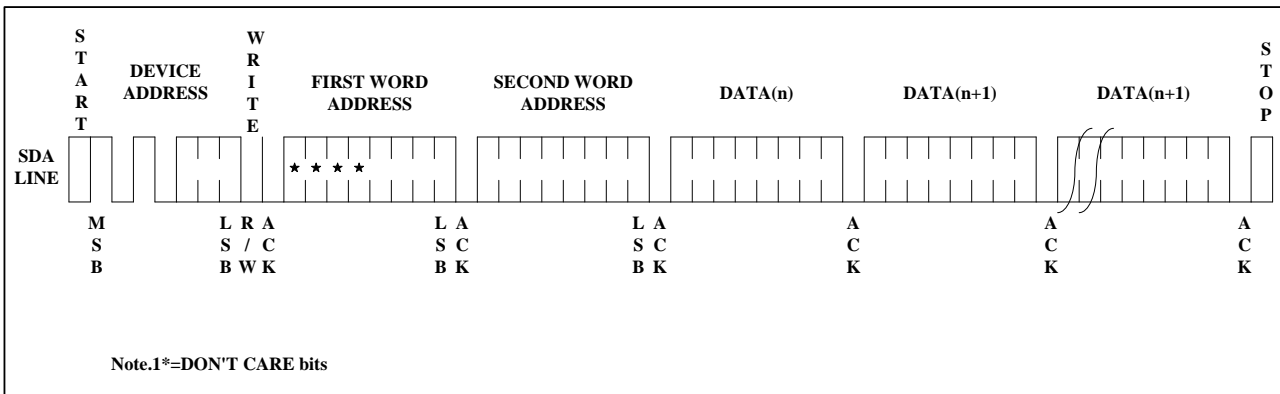 START
DEVICE
ADDRESS
WRITE
FIRST WORD
ADDRESS
SECOND WORD
ADDRESS
DATA(n)
DATA(n+1)
DATA(n+1)
STOP
SDA
LINE
* * * *
MSB
LSB
R/W
ACK
LSB
ACK
LSB
ACK
ACK
ACK
ACK
Note.1*=DON'T CARE bits